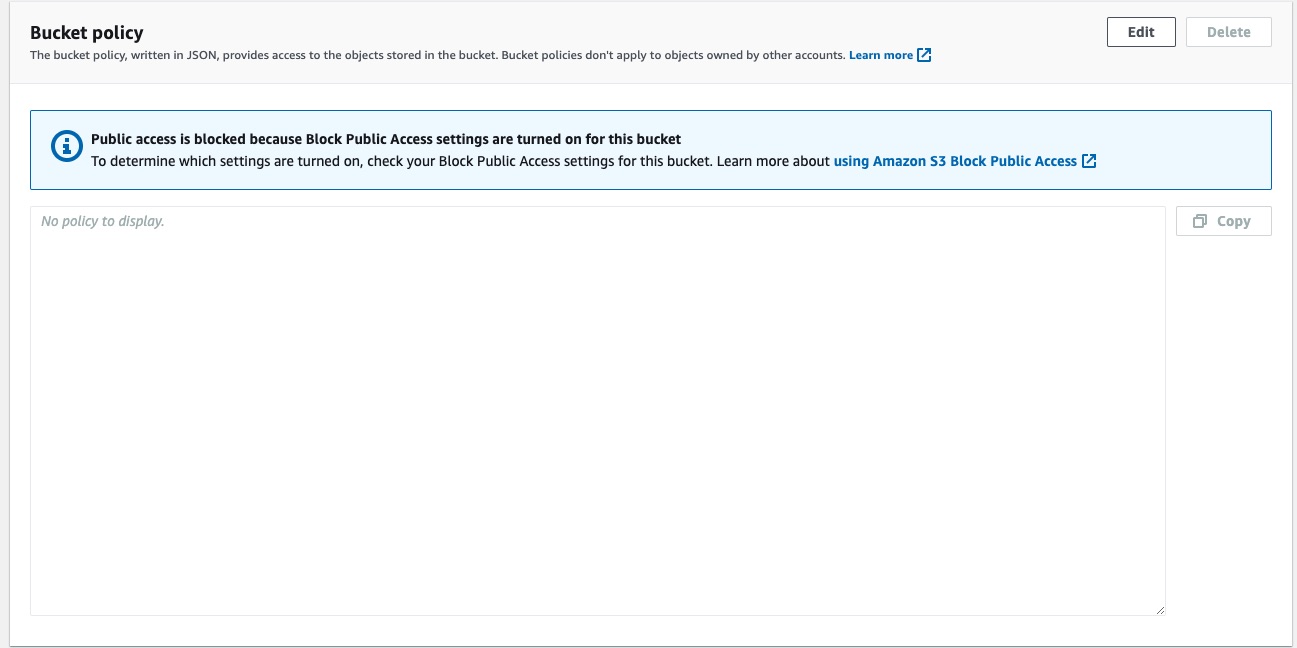 Bucket policy
Edit
Delete
The bucket policy, written in JSON, provides access to the objects stored in the bucket. Bucket policies don't apply to objects owned by other accounts. Learn more
Public access is blocked because Block Public Access settings are turned on for this bucket
To determine which settings are turned on, check your Block Public Access settings for this bucket. Learn more about using Amazon S3 Block Public Access
No policy to display.
Copy